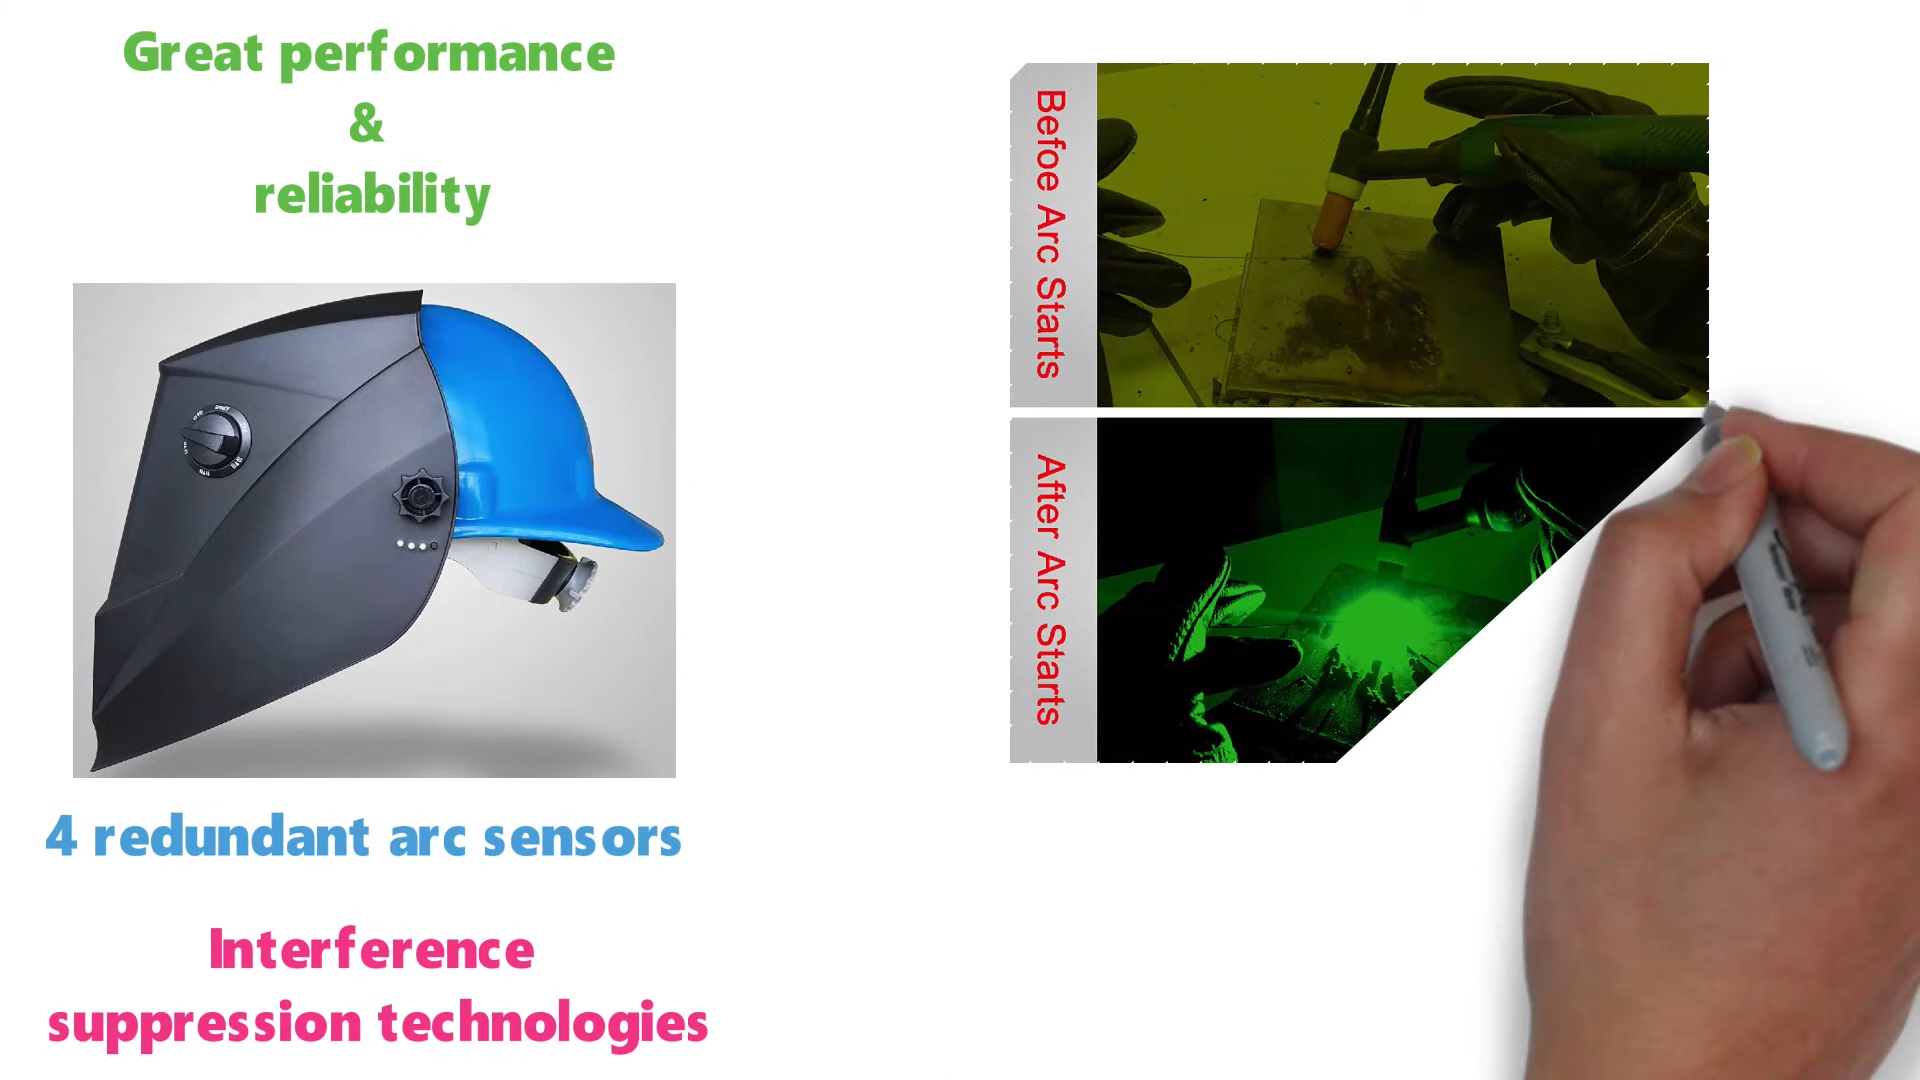 Great performance
&
reliability
4 redundant arc sensors
Interference
suppression technologies
Befoe Arc Starts
After Arc Starts